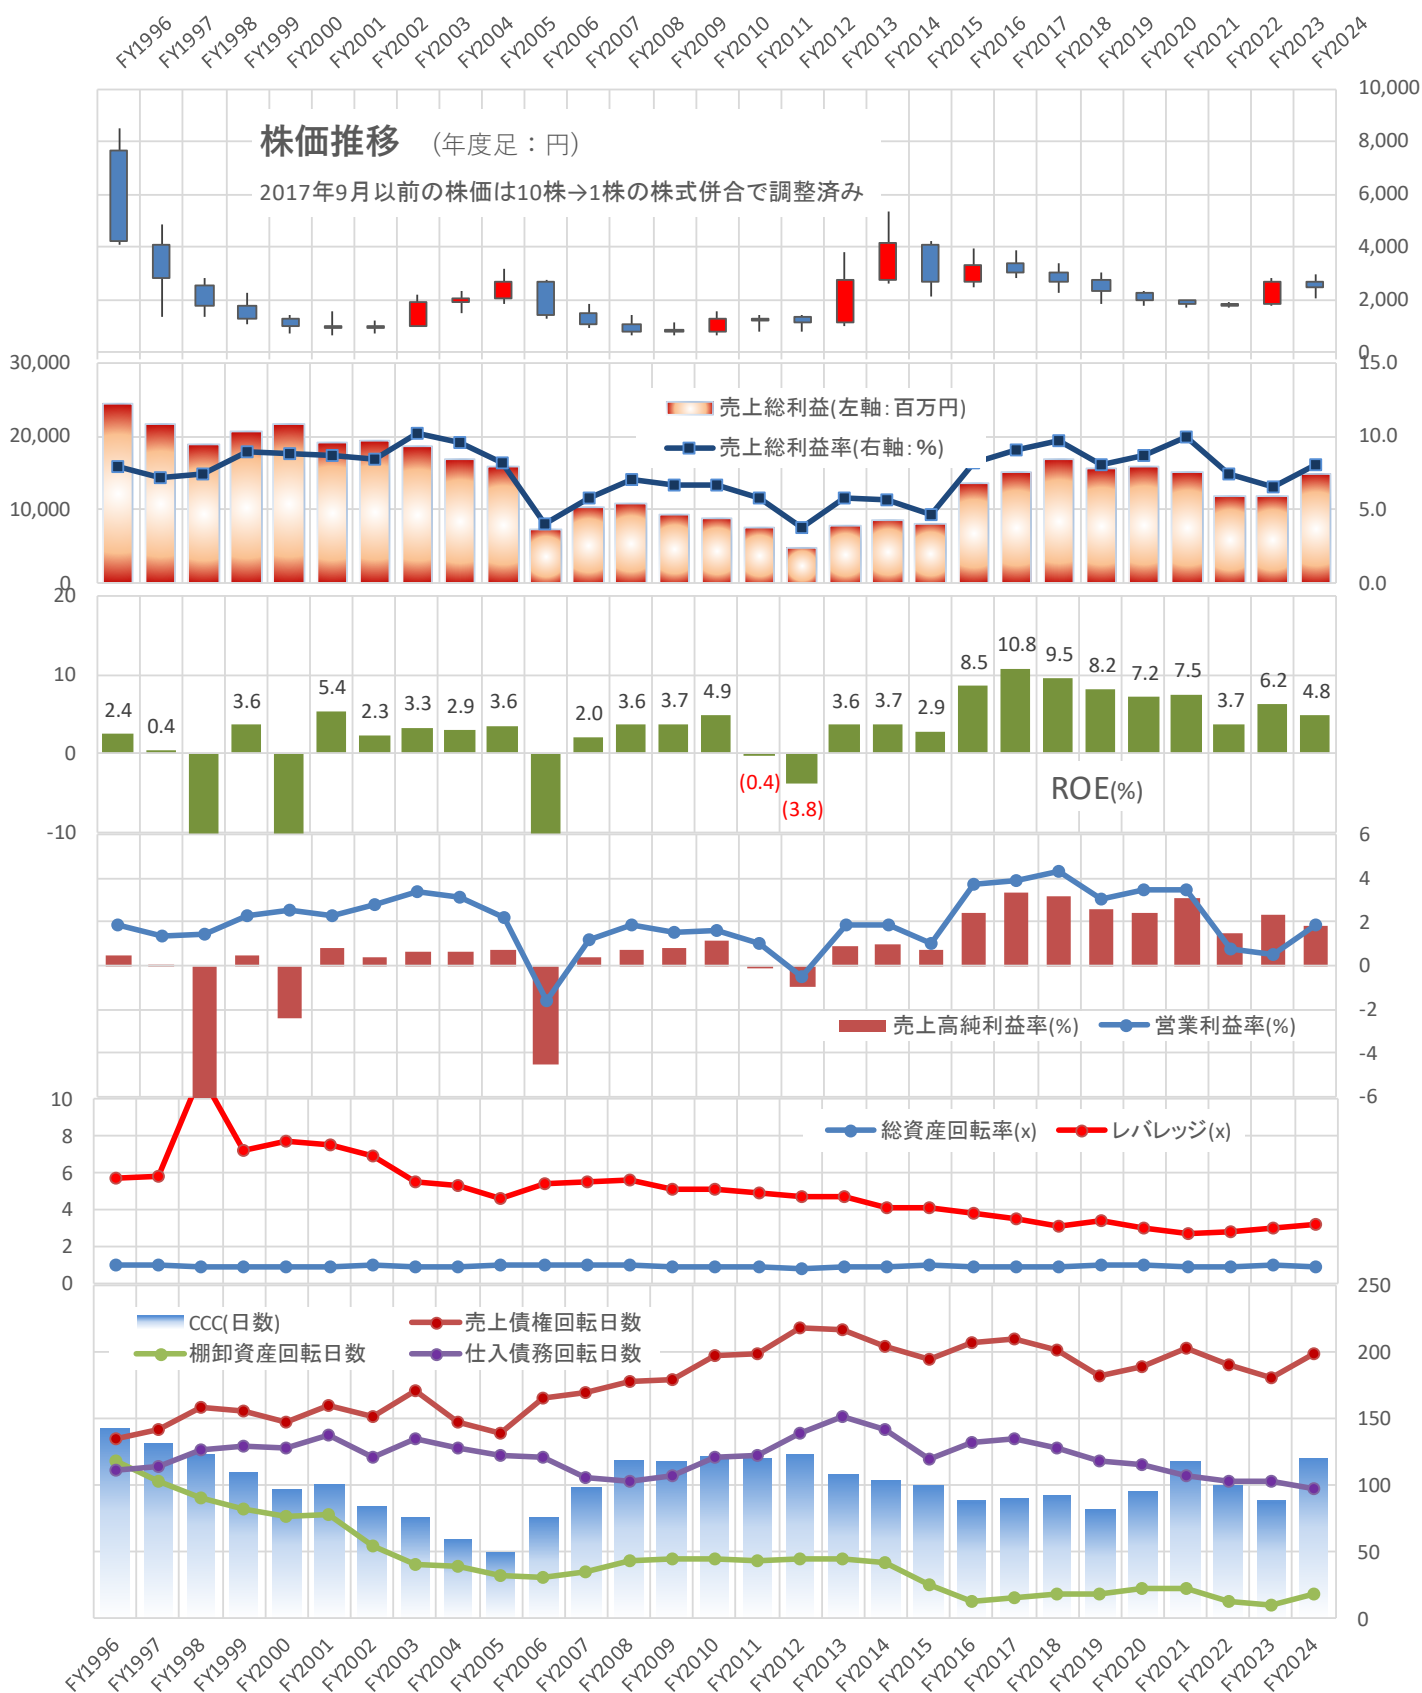 FY1996 FY1997 FY1998 FY1999 FY2000 FY2001 FY2002 FY2003 FY2004 FY2005 FY2006 FY2007 FY2008 FY2009 FY2010 FY2011 FY2012 FY2013 FY2014 FY2015 FY2016 FY2017 FY2018 FY2019 FY2020 FY2021 FY2022 FY2023 FY2024
10,000
株価推移 (年度足：円)
8,000
2017年9月以前の株価は10株→1株の株式併合で調整済み
6,000
4,000
2,000
0
30,000 15.0
売上総利益(左軸：百万円)
20,000 10.0
売上総利益率(右軸：%)
10,000 5.0
0 0.0
20
10
2.4 0.4 3.6 5.4 2.3 3.3 2.9 3.6 2.0 3.6 3.7 4.9 (0.4) (3.8) 3.6 3.7 2.9 8.5 10.8 9.5 8.2 7.2 7.5 3.7 6.2 4.8
0
ROE(%)
-10 6
4
2
0
-2
売上高純利益率(%) 営業利益率(%)
-4
-6
10
総資産回転率(x) レバレッジ(x)
8
6
4
2
0
250
CCC(日数) 売上債権回転日数
棚卸資産回転日数 仕入債務回転日数
200
150
100
50
0
FY1996 FY1997 FY1998 FY1999 FY2000 FY2001 FY2002 FY2003 FY2004 FY2005 FY2006 FY2007 FY2008 FY2009 FY2010 FY2011 FY2012 FY2013 FY2014 FY2015 FY2016 FY2017 FY2018 FY2019 FY2020 FY2021 FY2022 FY2023 FY2024